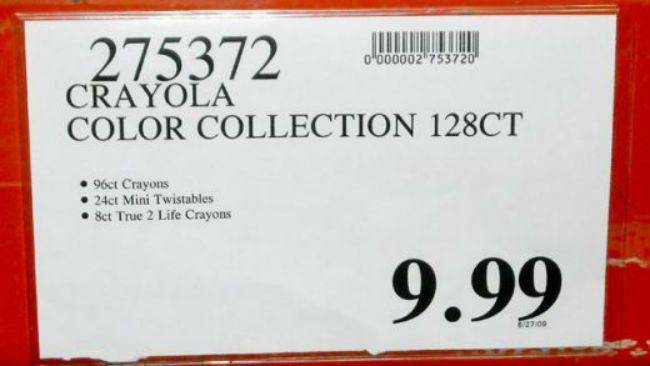 275372
0 000002 753720
CRAYOLA
COLOR COLLECTION 128CT
• 96ct Crayons
• 24ct Mini Twistables
• 8ct True 2 Life Crayons
9.99
8/27/09